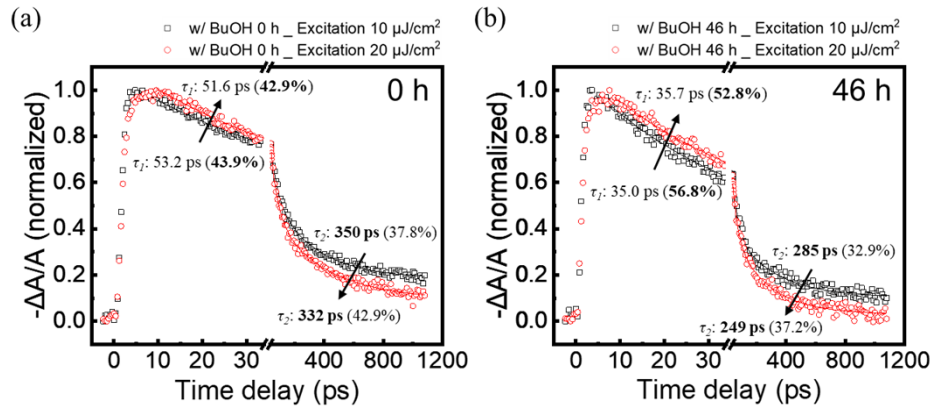 (a)
w/ BuOH 0 h _ Excitation 10 μJ/cm²
w/ BuOH 0 h _ Excitation 20 μJ/cm²
0 h
τ₁: 51.6 ps (42.9%)
τ₁: 53.2 ps (43.9%)
τ₂: 350 ps (37.8%)
τ₂: 332 ps (42.9%)
-ΔA/A (normalized)
1.0
0.8
0.6
0.4
0.2
0.0
0 10 20 30 400 800 1200
Time delay (ps)
(b)
w/ BuOH 46 h _ Excitation 10 μJ/cm²
w/ BuOH 46 h _ Excitation 20 μJ/cm²
46 h
τ₁: 35.7 ps (52.8%)
τ₁: 35.0 ps (56.8%)
τ₂: 285 ps (32.9%)
τ₂: 249 ps (37.2%)
-ΔA/A (normalized)
1.0
0.8
0.6
0.4
0.2
0.0
0 10 20 30 400 800 1200
Time delay (ps)